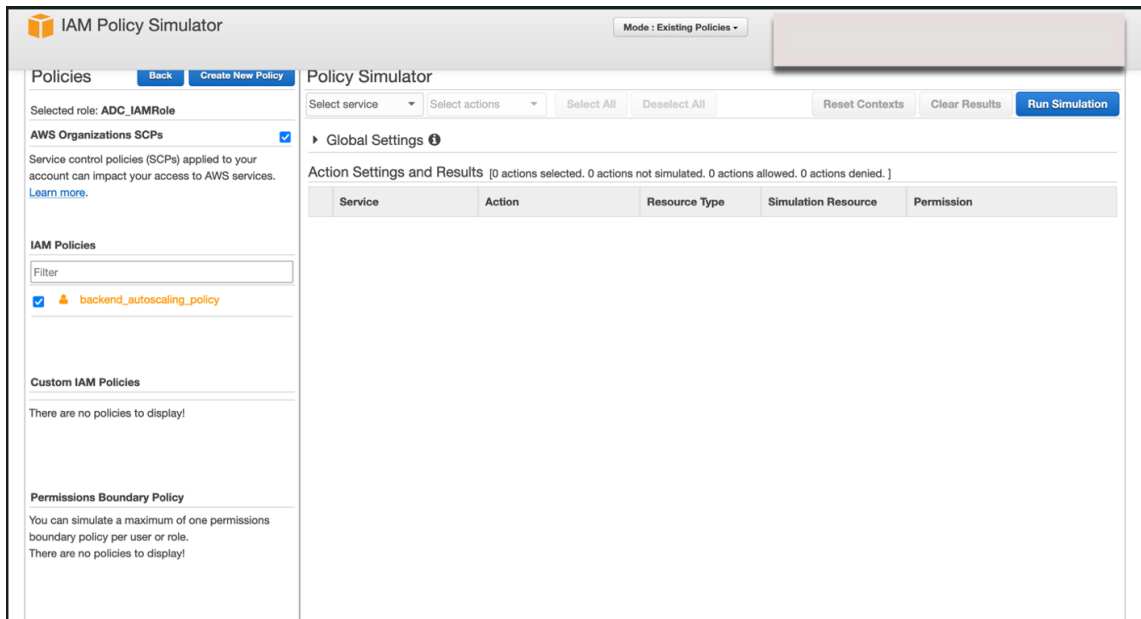 IAM Policy Simulator
Mode : Existing Policies
Policies
Back
Create New Policy
Selected role: ADC_IAMRole
AWS Organizations SCPs
Service control policies (SCPs) applied to your
account can impact your access to AWS services.
Learn more.
IAM Policies
Filter
backend_autoscaling_policy
Custom IAM Policies
There are no policies to display!
Permissions Boundary Policy
You can simulate a maximum of one permissions
boundary policy per user or role.
There are no policies to display!
Policy Simulator
Select service
Select actions
Select All
Deselect All
Reset Contexts
Clear Results
Run Simulation
Global Settings
Action Settings and Results [0 actions selected. 0 actions not simulated. 0 actions allowed. 0 actions denied. ]
Service Action Resource Type Simulation Resource Permission